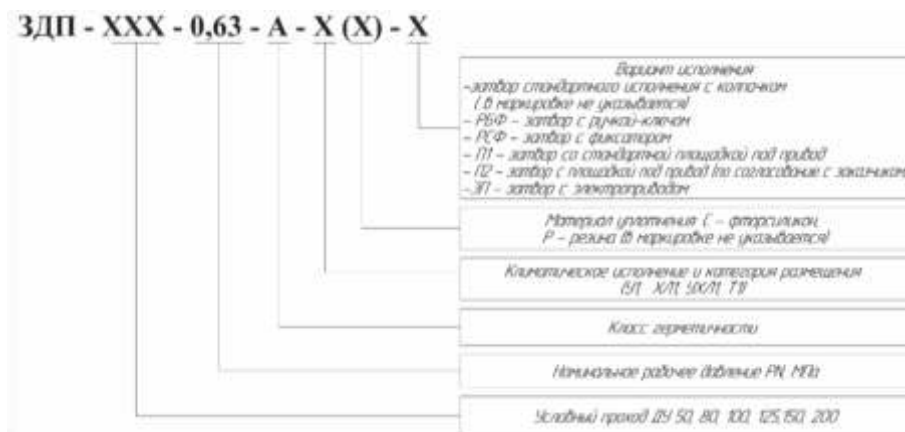 ЗДП - ХХХ - 0,63 - А - Х (Х) - Х
Вариант исполнения
-затвор стандартного исполнения с колпачком
( в маркировке не указывается)
- РБФ - затвор с ручкой-ключом
- РСФ - затвор с фиксатором
- П1 - затвор со стандартной площадкой под привод
- П2 - затвор с площадкой под привод (по согласование с заказчиком)
-ЭП - затвор с электроприводом
Материал уплотнения С - фторсиликон,
Р - резина (в маркировке не указывается)
Климатическое исполнение и категория размещения
(У1, ХЛ1, УХЛ1, Т1)
Класс герметичности
Номинальное рабочее давление PN, МПа
Условный проход ДУ 50, 80, 100, 125,150, 200